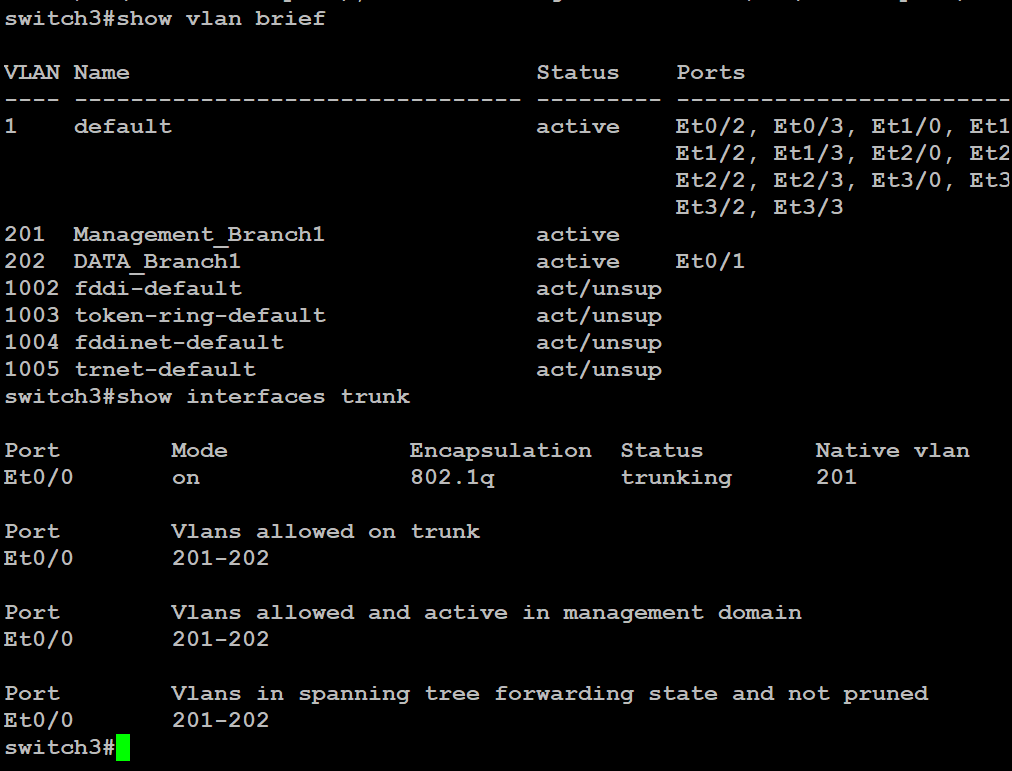 switch3#show vlan brief
VLAN Name                             Status    Ports
---- -------------------------------- --------- -------------------------
1    default                          active    Et0/2, Et0/3, Et1/0, Et1
                                                Et1/2, Et1/3, Et2/0, Et2
                                                Et2/2, Et2/3, Et3/0, Et3
                                                Et3/2, Et3/3
201  Management_Branch1               active
202  DATA_Branch1                     active    Et0/1
1002 fddi-default                     act/unsup
1003 token-ring-default               act/unsup
1004 fddinet-default                  act/unsup
1005 trnet-default                    act/unsup
switch3#show interfaces trunk
Port        Mode             Encapsulation  Status        Native vlan
Et0/0       on               802.1q         trunking      201
Port        Vlans allowed on trunk
Et0/0       201-202
Port        Vlans allowed and active in management domain
Et0/0       201-202
Port        Vlans in spanning tree forwarding state and not pruned
Et0/0       201-202
switch3#